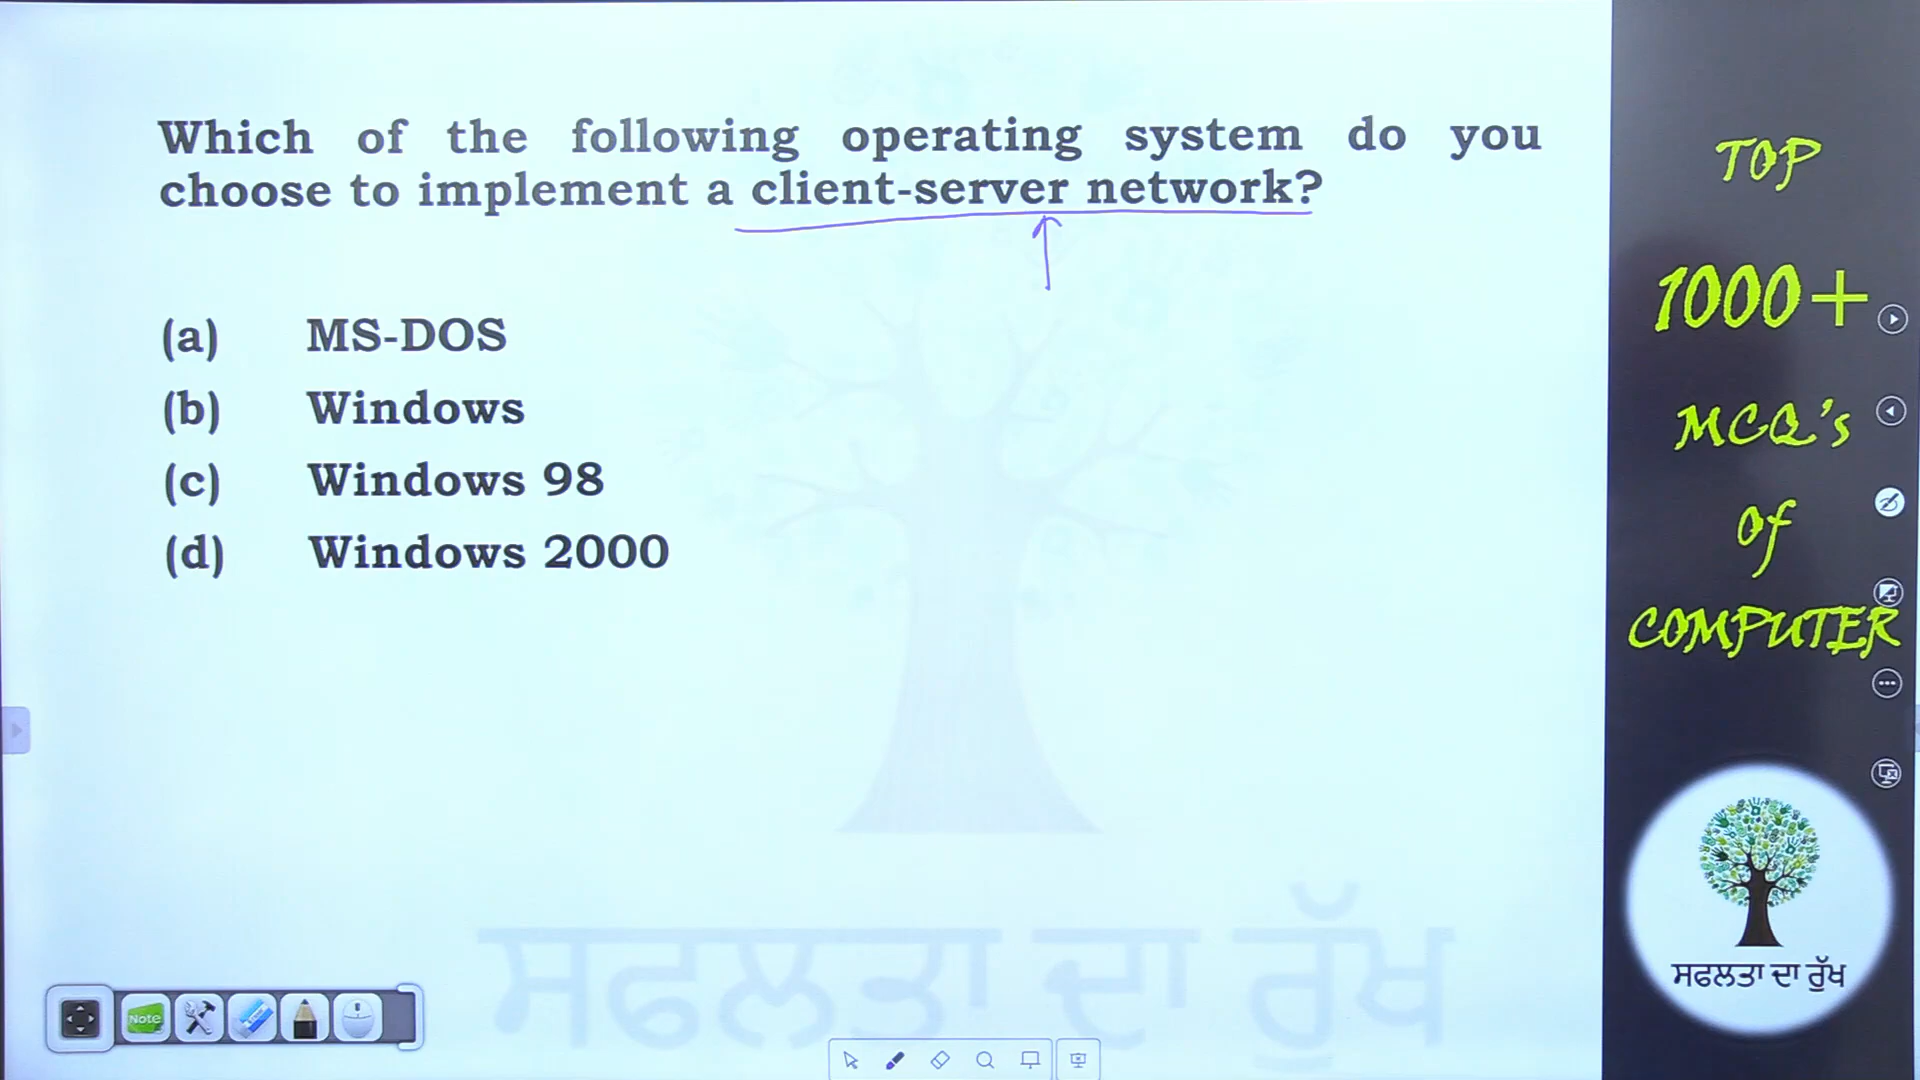 Which of the following operating system do you
choose to implement a client-server network?
(a) MS-DOS
(b) Windows
(c) Windows 98
(d) Windows 2000
TOP
1000+
MCQ's
Of
COMPUTER
ਸਫਲਤਾ ਦਾ ਰੁੱਖ
ਸਫਲਤਾ ਦਾ ਰੁੱਖ
Note